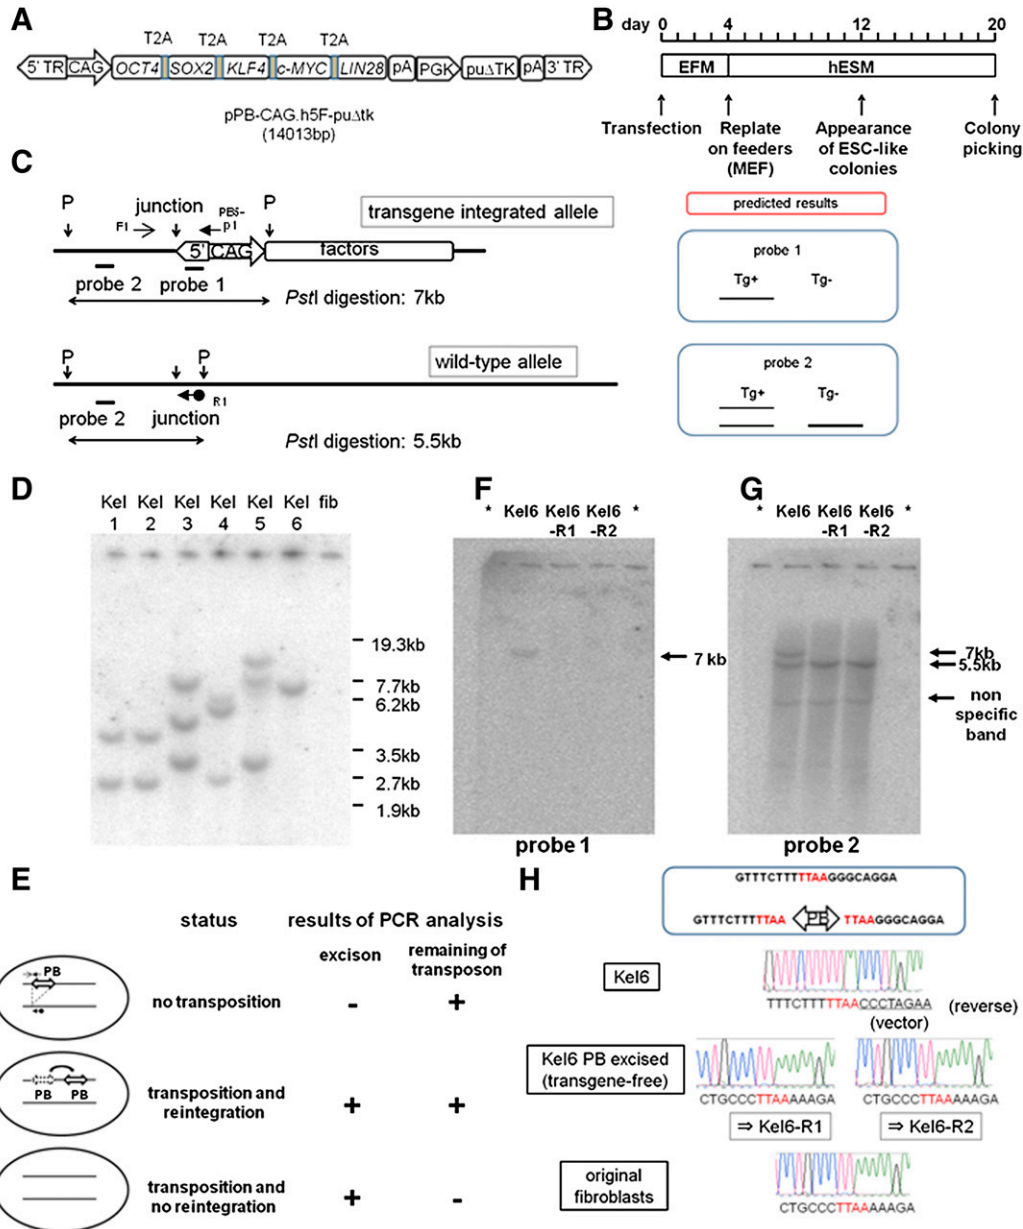 A
T2A T2A T2A T2A
5' TR CAG OCT4 SOX2 KLF4 c-MYC LIN28 pA PGK puΔTK pA 3' TR
pPB-CAG.h5F-puΔtk
(14013bp)
B
day 0 4 12 20
EFM hESM
Transfection
Replate
on feeders
(MEF)
Appearance
of ESC-like
colonies
Colony
picking
C
P junction P
F1 PB5-
p1
transgene integrated allele
5' CAG factors
probe 2 probe 1
PstI digestion: 7kb
P P
wild-type allele
R1
probe 2 junction
PstI digestion: 5.5kb
predicted results
probe 1
Tg+ Tg-
probe 2
Tg+ Tg-
D
Kel Kel Kel Kel Kel Kel fib
1 2 3 4 5 6
19.3kb
7.7kb
6.2kb
3.5kb
2.7kb
1.9kb
F
* Kel6 Kel6 Kel6 *
-R1 -R2
7 kb
probe 1
G
* Kel6 Kel6 Kel6 *
-R1 -R2
7kb
5.5kb
non
specific
band
probe 2
E
status results of PCR analysis
excison remaining of
transposon
PB
no transposition - +
PB PB
transposition and
reintegration + +
transposition and
no reintegration + -
H
GTTTCTTTTTAAGGGCAGGA
GTTTCTTTTTAA PB TTAAGGGCAGGA
Kel6
TTTCTTTTTAACCCTAGAA
(reverse)
(vector)
Kel6 PB excised
(transgene-free)
CTGCCCTTAAAAAGA CTGCCCTTAAAAAGA
⇒ Kel6-R1 ⇒ Kel6-R2
original
fibroblasts
CTGCCCTTAAAAAGA